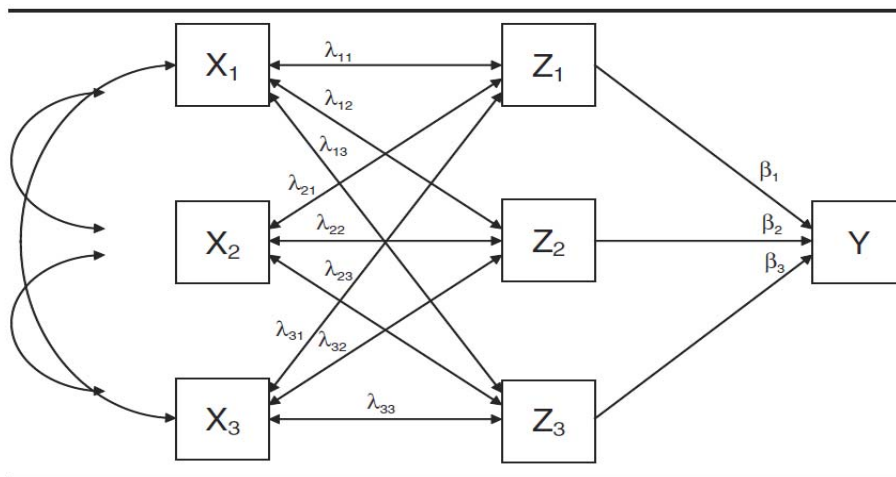 X₁ λ₁₁ Z₁
λ₁₂
λ₁₃
β₁
λ₂₁
X₂ λ₂₂ Z₂ β₂ Y
λ₂₃ β₃
λ₃₁ λ₃₂
X₃ λ₃₃ Z₃